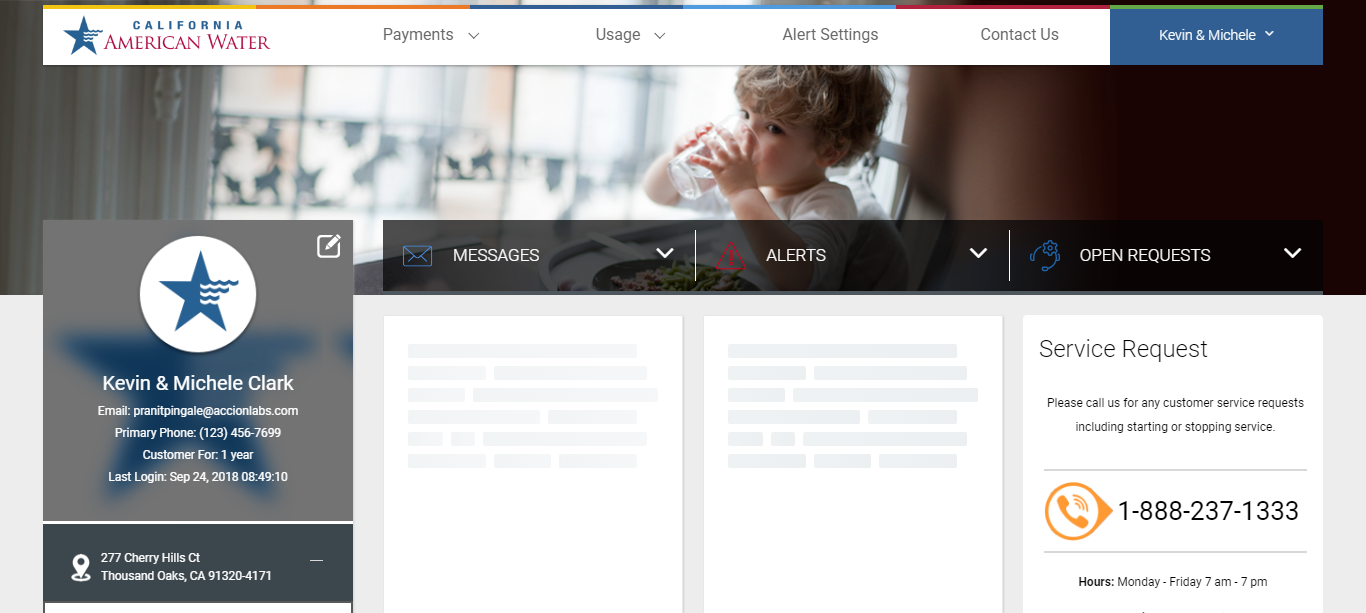 CALIFORNIA
AMERICAN WATER
Payments
Usage
Alert Settings
Contact Us
Kevin & Michele
MESSAGES
ALERTS
OPEN REQUESTS
Kevin & Michele Clark
Email: pranitpingale@accionlabs.com
Primary Phone: (123) 456-7699
Customer For: 1 year
Last Login: Sep 24, 2018 08:49:10
277 Cherry Hills Ct
Thousand Oaks, CA 91320-4171
Service Request
Please call us for any customer service requests
including starting or stopping service.
1-888-237-1333
Hours: Monday - Friday 7 am - 7 pm